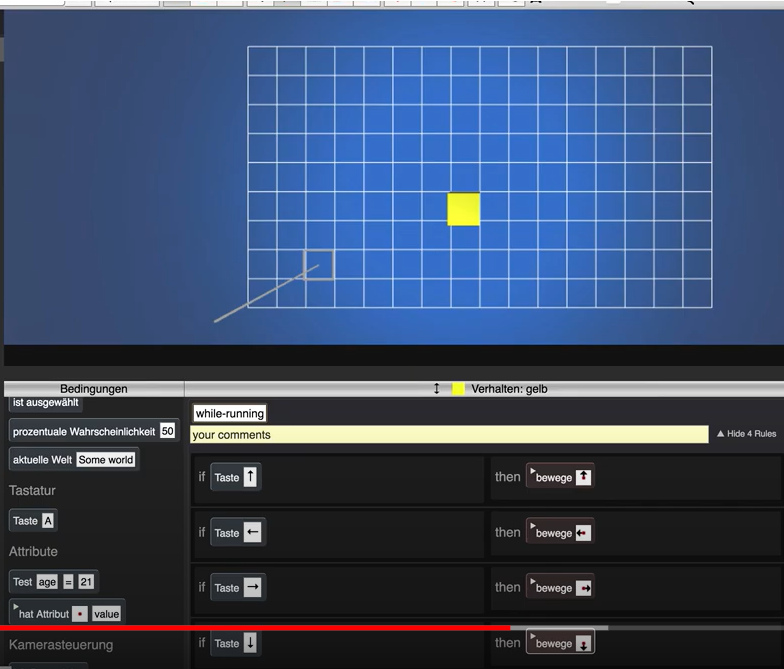 Bedingungen
Verhalten: gelb
ist ausgewählt
while-running
prozentuale Wahrscheinlichkeit 50
your comments
Hide 4 Rules
aktuelle Welt Some world
if Taste ↑ then bewege
Tastatur
Taste A
if Taste ← then bewege
Attribute
Test age = 21
if Taste → then bewege
hat Attribut value
Kamerasteuerung
if Taste ↓ then bewege